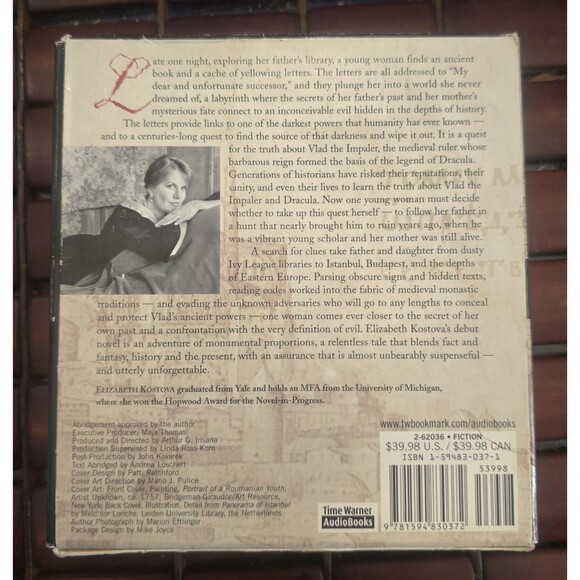 Late one night, exploring her father's library, a young woman finds an ancient
book and a cache of yellowing letters. The letters are all addressed to "My
dear and unfortunate successor," and they plunge her into a world she never
dreamed of, a labyrinth where the secrets of her father's past and her mother's
mysterious fate connect to an inconceivable evil hidden in the depths of history.
The letters provide links to one of the darkest powers that humanity has ever known —
and to a centuries-long quest to find the source of that darkness and wipe it out. It is a quest
for the truth about Vlad the Impaler, the medieval ruler whose
barbarous reign formed the basis of the legend of Dracula.
Generations of historians have risked their reputations, their
sanity, and even their lives to learn the truth about Vlad the
Impaler and Dracula. Now one young woman must decide
whether to take up this quest herself — to follow her father in
a hunt that nearly brought him to ruin years ago, when he
was a vibrant young scholar and her mother was still alive.
A search for clues take father and daughter from dusty
Ivy League libraries to Istanbul, Budapest, and the depths
of Eastern Europe. Parsing obscure signs and hidden texts,
reading codes worked into the fabric of medieval monastic
traditions — and evading the unknown adversaries who will go to any lengths to conceal
and protect Vlad's ancient powers — one woman comes ever closer to the secret of her
own past and a confrontation with the very definition of evil. Elizabeth Kostova's debut
novel is an adventure of monumental proportions, a relentless tale that blends fact and
fantasy, history and the present, with an assurance that is almost unbearably suspenseful —
and utterly unforgettable.
Elizabeth Kostova graduated from Yale and holds an MFA from the University of Michigan,
where she won the Hopwood Award for the Novel-in-Progress.
Abridgement approved by the author
Executive Producer: Maja Thomas
Produced and Directed by Arthur G. Insana
Production Supervised by Linda Ross-Korn
Post-Production by John Kovarek
Text Abridged by Andrew Loschert
Cover Design by Patti Ratchford
Cover Art Direction by Mario J. Pulice
Cover Art: Front Cover, Painting, Portrait of a Roumanian Youth,
Artist Unknown, ca. 1757, Bridgeman-Giraudon/Art Resource,
New York; Back Cover, Illustration, Detail from Panorama of Istanbul
by Melchior Lorichs, Leiden University Library, the Netherlands
Author Photograph by Marion Ettlinger
Package Design by Mike Joyce
Time Warner
AudioBooks
www.twbookmark.com/audiobooks
2-62036 • FICTION
$39.98 U.S. / $39.98 CAN
ISBN 1-59483-037-1
53998
9 781594 830372